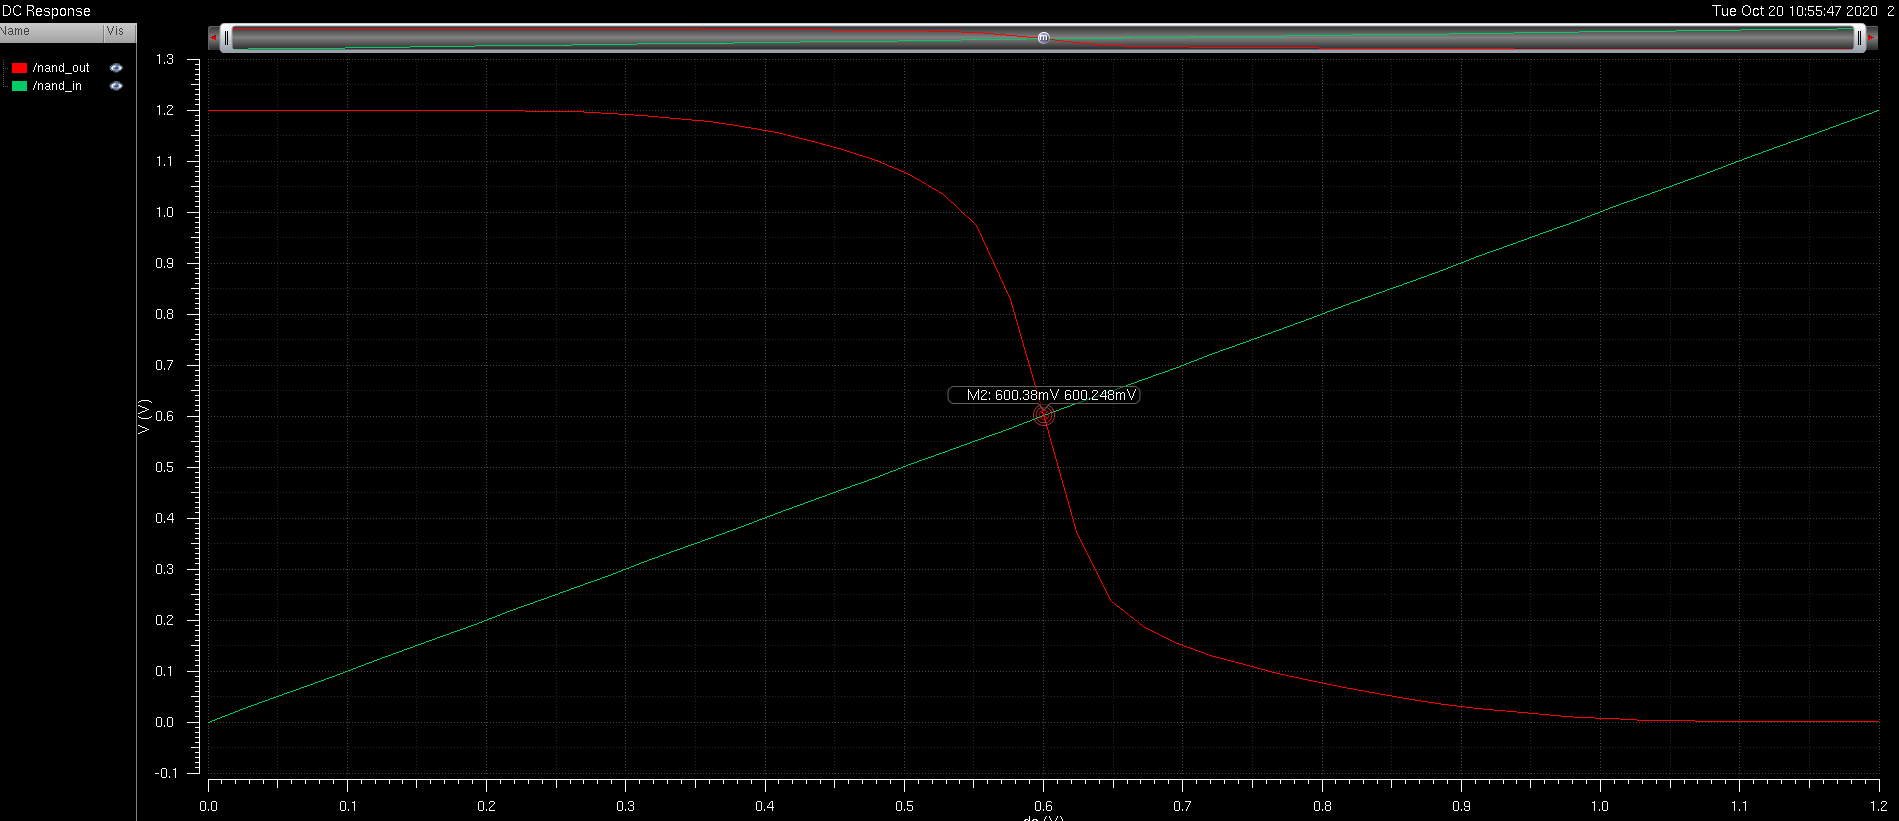 DC Response
Tue Oct 20 10:55:47 2020 2
Name Vis
/nand_out
/nand_in
1.3
1.2
1.1
1.0
0.9
0.8
0.7
M2: 600.38mV 600.248mV
V (V)
0.6
0.5
0.4
0.3
0.2
0.1
0.0
-0.1
0.0 0.1 0.2 0.3 0.4 0.5 0.6 0.7 0.8 0.9 1.0 1.1 1.2
dc (V)